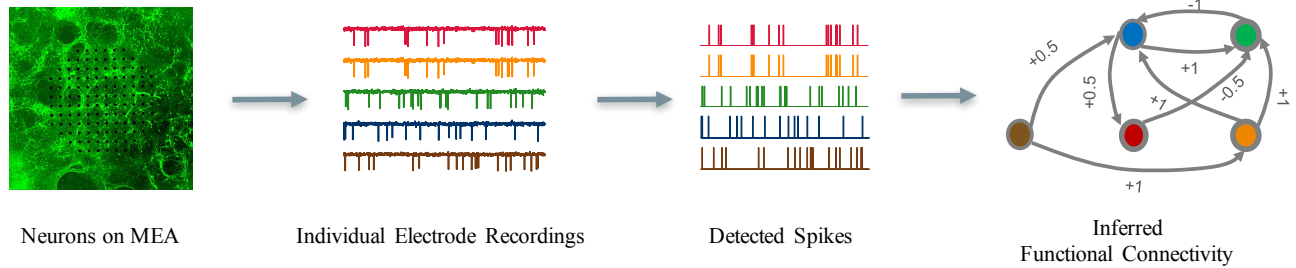 -1
+0.5
+1
+0.5
+1
-0.5
+1
+1
Neurons on MEA
Individual Electrode Recordings
Detected Spikes
Inferred
Functional Connectivity